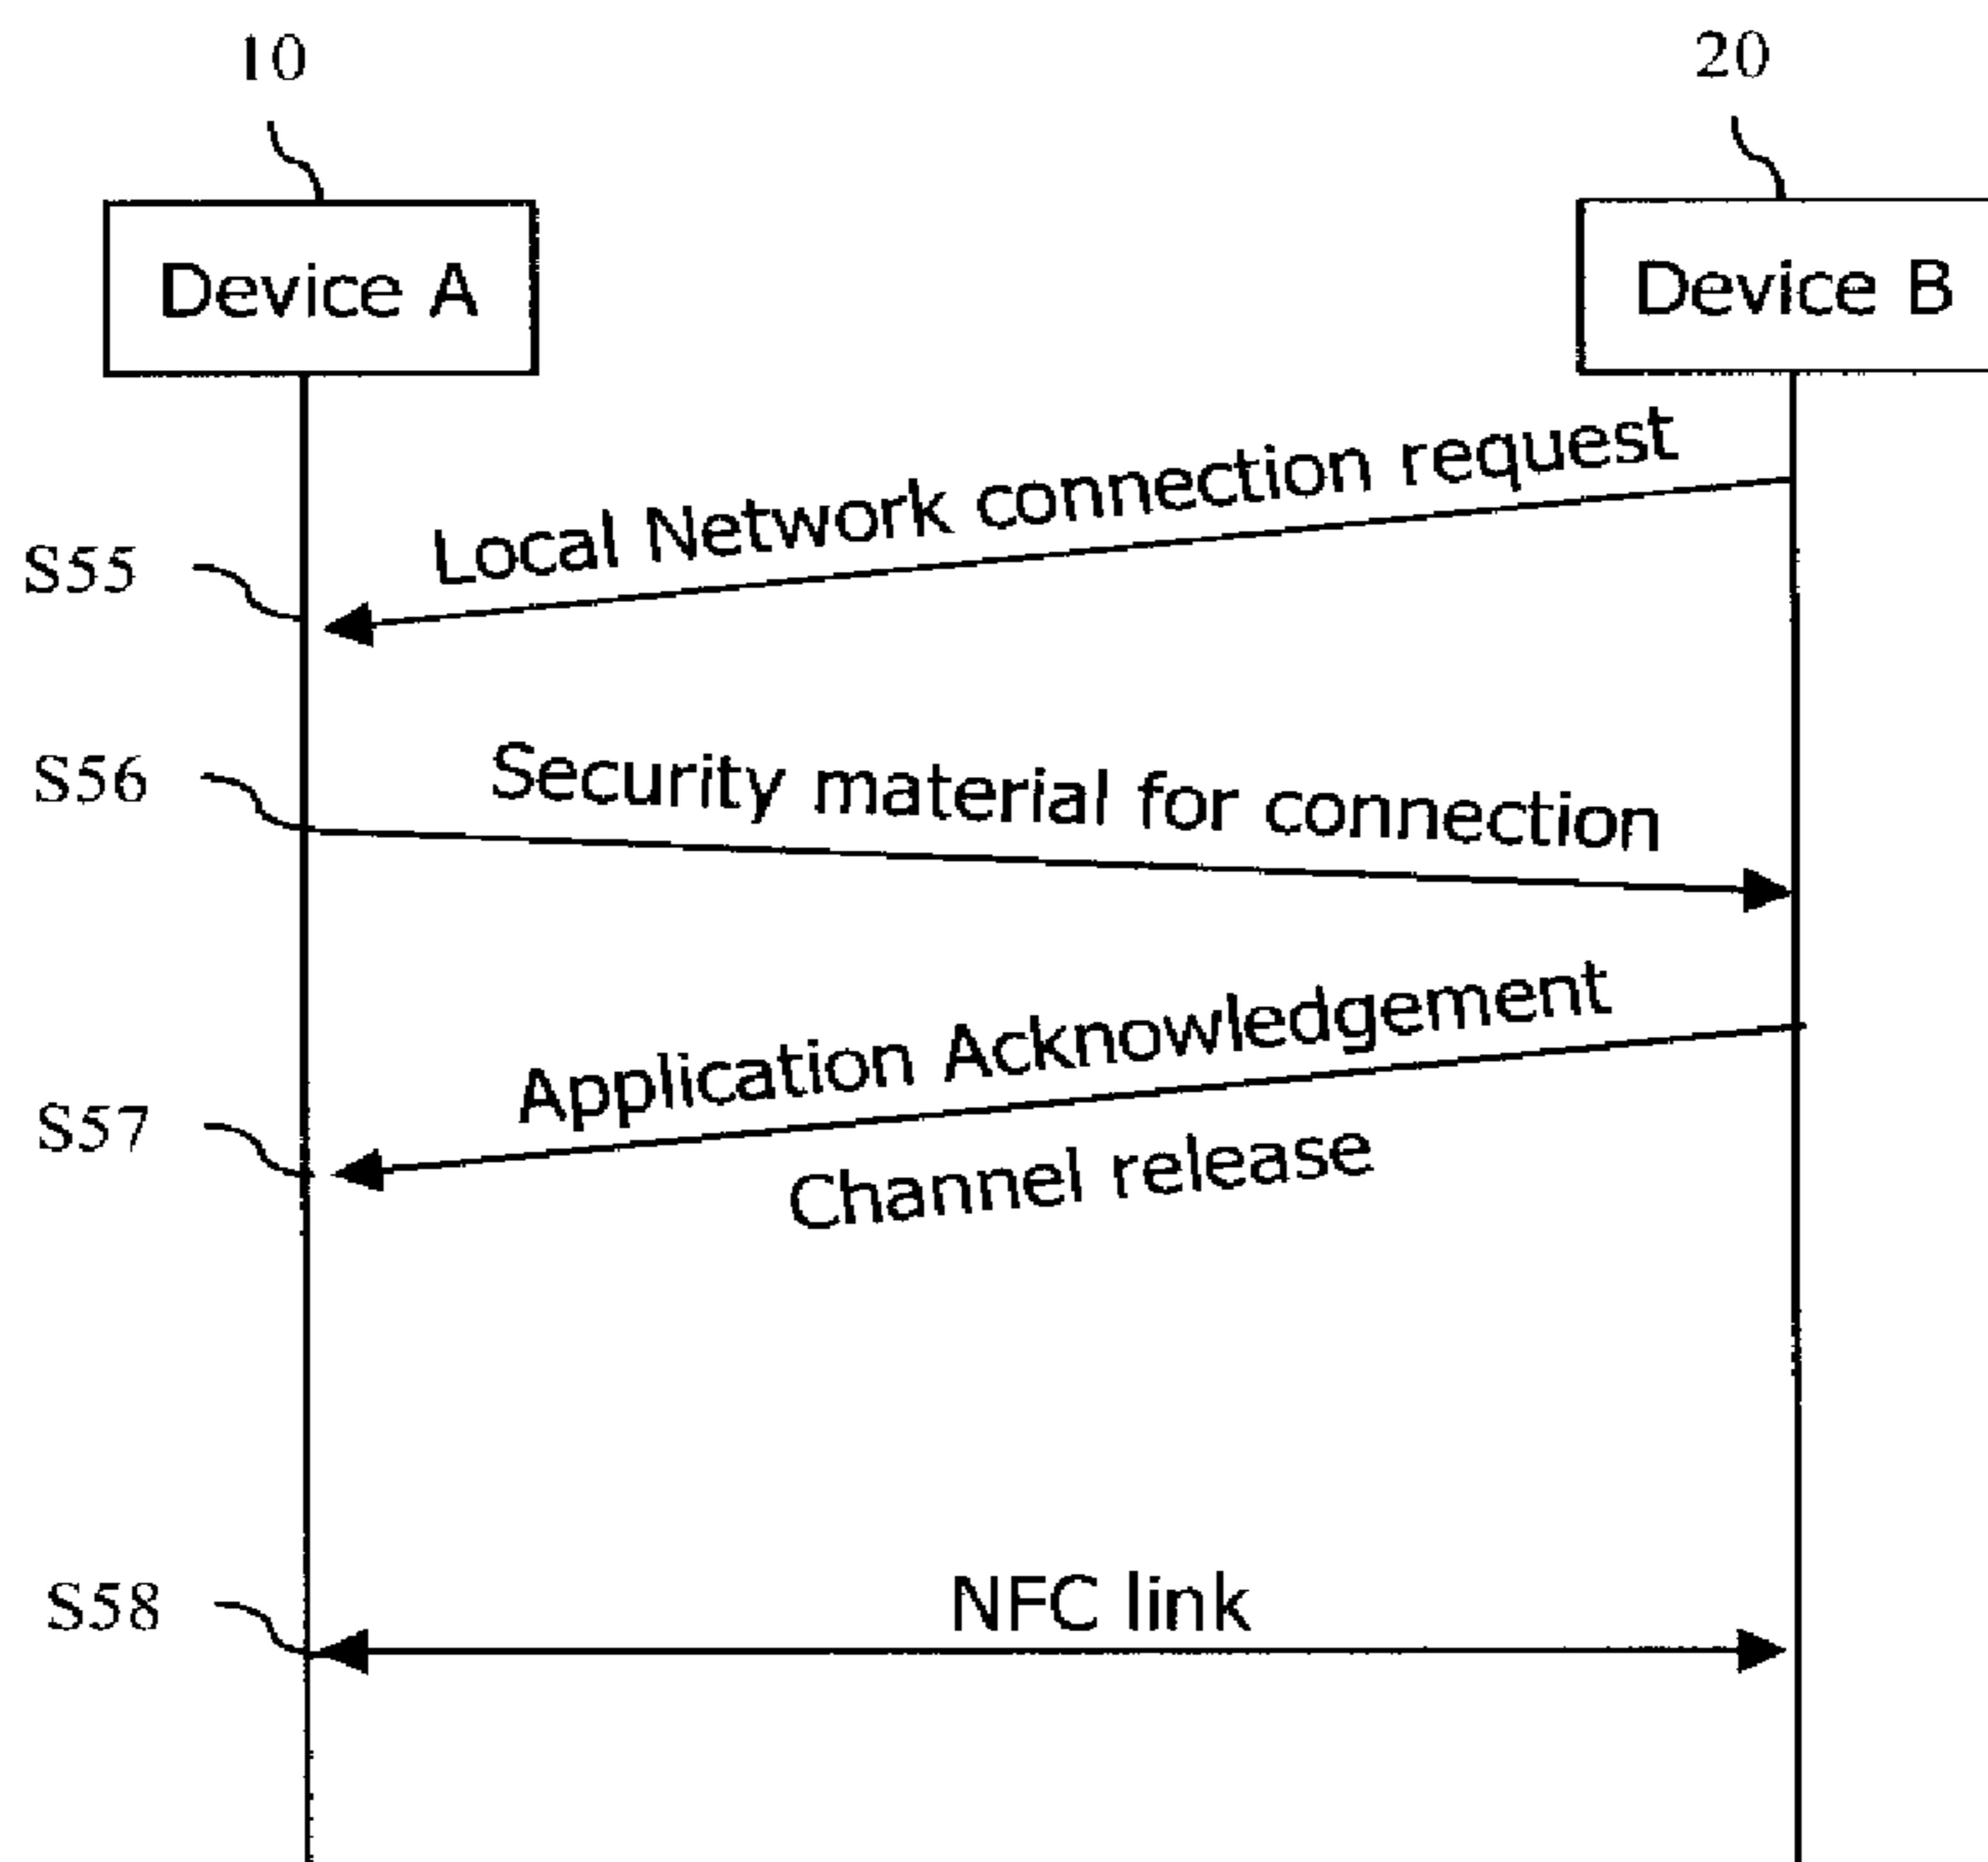 10
20
Device A
Device B
Local Network connection request
S55
S56
Security material for connection
Application Acknowledgement
S57
Channel release
S58
NFC link